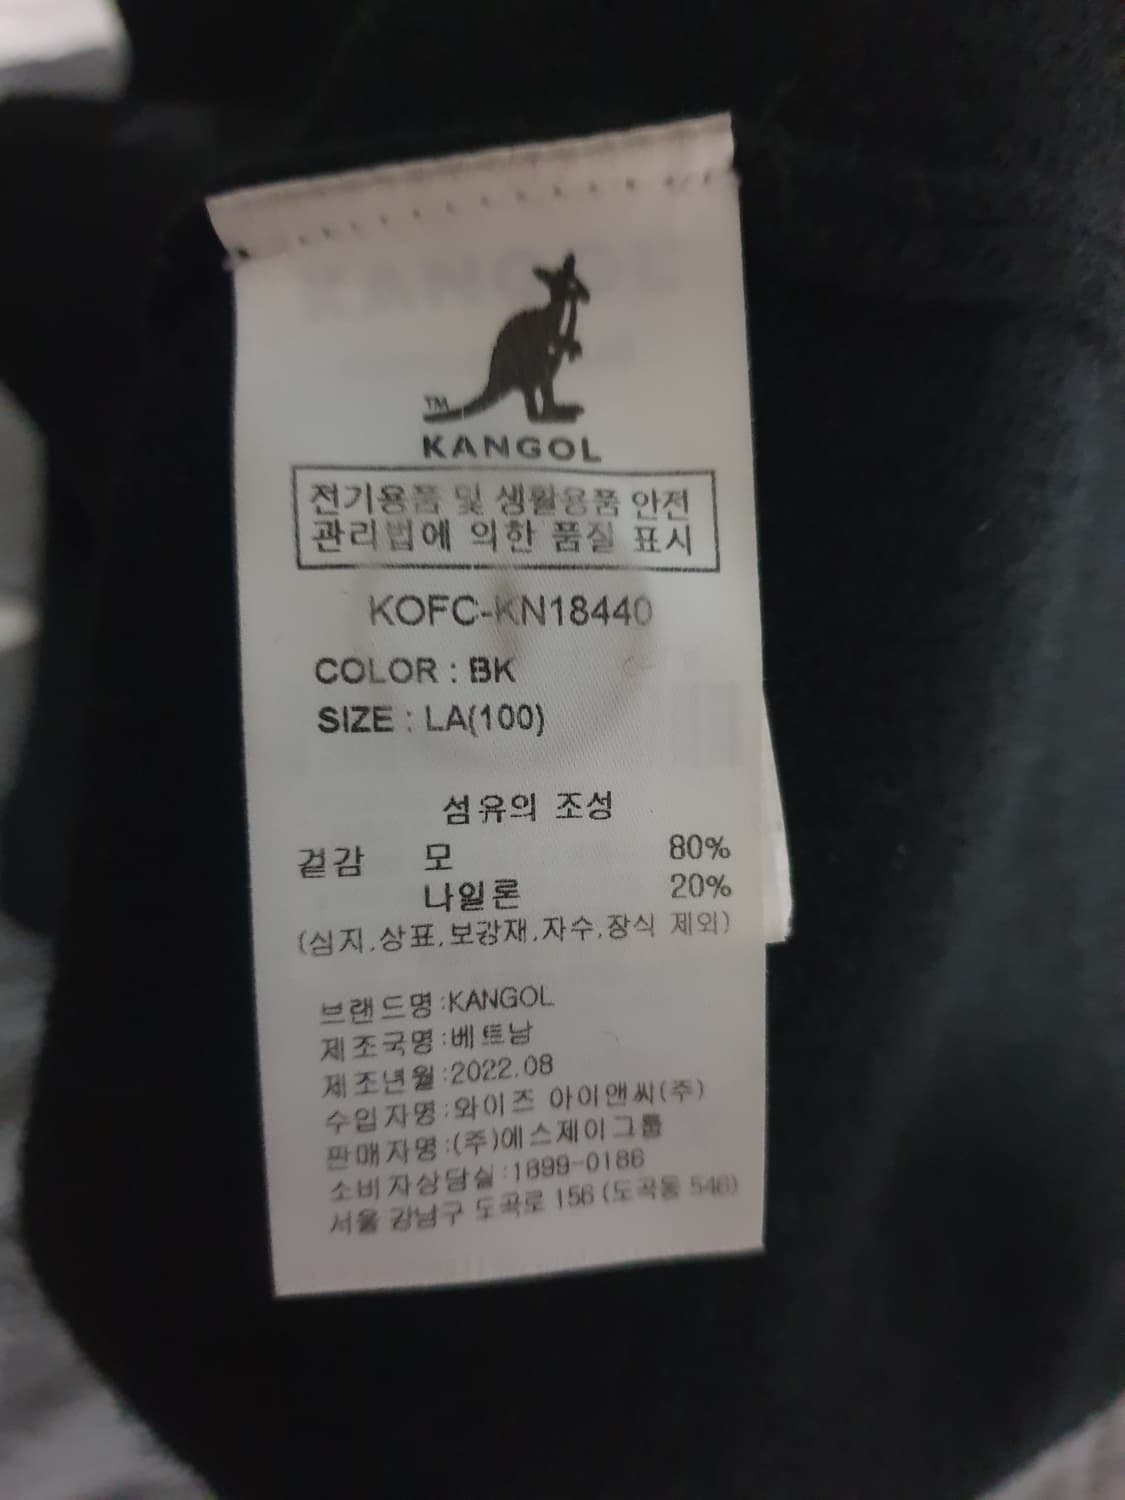 TM
KANGOL
전기용품 및 생활용품 안전
관리법에 의한 품질 표시
KOFC-KN18440
COLOR : BK
SIZE : LA(100)
섬유의 조성
겉감 모 80%
나일론 20%
(심지,상표,보강재,자수,장식 제외)
브랜드명:KANGOL
제조국명:베트남
제조년월:2022.08
수입자명:와이즈 아이앤씨(주)
판매자명:(주)에스제이그룹
소비자상담실:1899-0186
서울 강남구 도곡로 156 (도곡동 546)